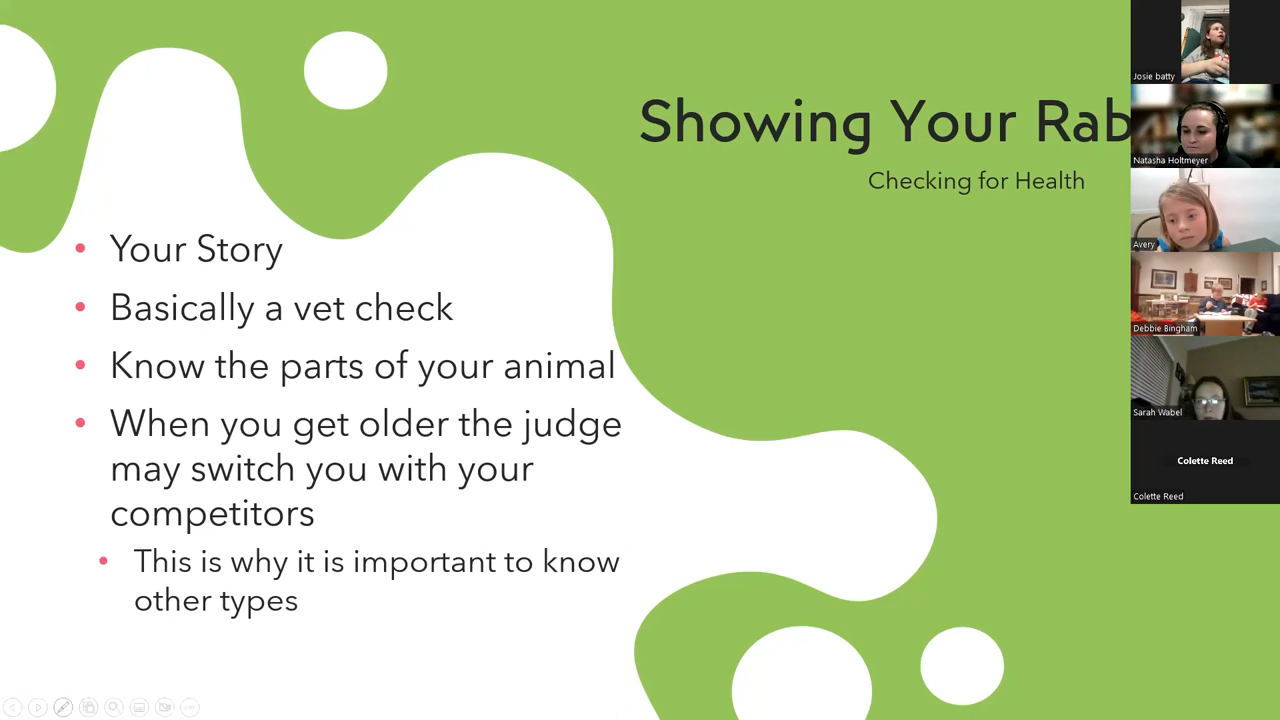 Showing Your Rab
Checking for Health
• Your Story
• Basically a vet check
• Know the parts of your animal
• When you get older the judge
may switch you with your
competitors
• This is why it is important to know
other types
Josie batty
Natasha Holtmeyer
Avery
Debbie Bingham
Sarah Wabel
Colette Reed
Colette Reed